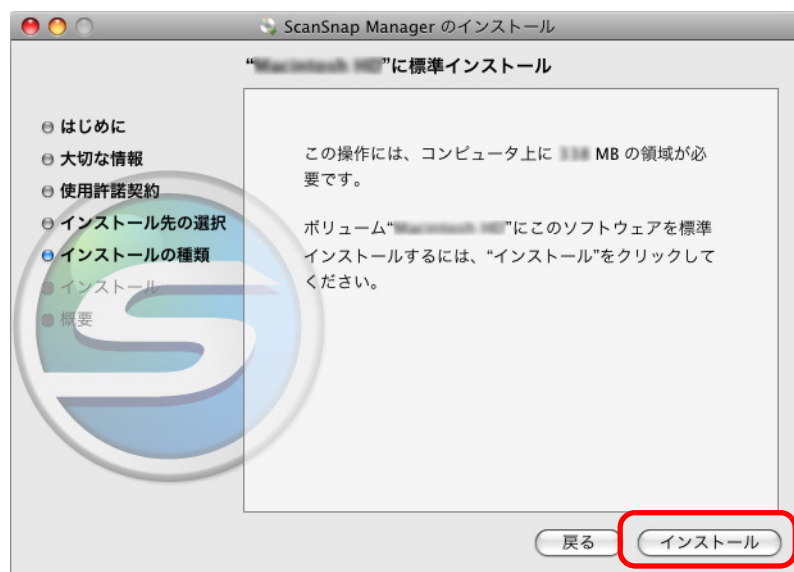 ScanSnap Manager のインストール
“ ”に標準インストール
はじめに
大切な情報
使用許諾契約
インストール先の選択
インストールの種類
インストール
概要
この操作には、コンピュータ上に MB の領域が必
要です。
ボリューム“ ”にこのソフトウェアを標準
インストールするには、“インストール”をクリックして
ください。
戻る
インストール